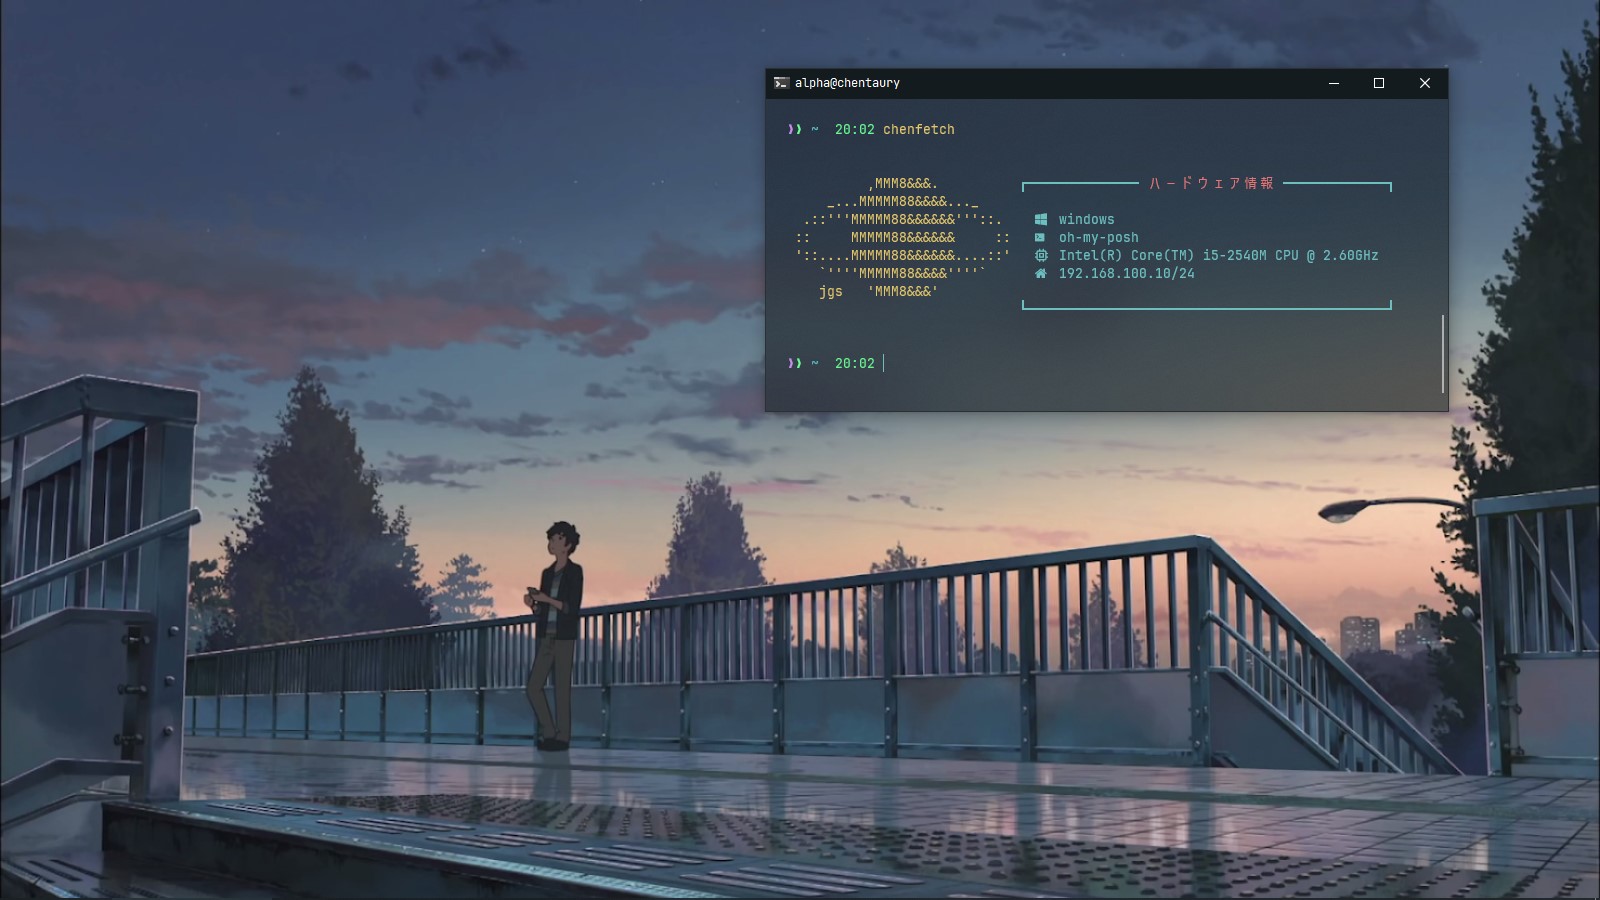 alpha@chentaury
❯❯ ~ 20:02 chenfetch
,MMM8&&&.
_...MMMMM88&&&&..._
.::'''MMMMM88&&&&&&'''::.
::     MMMMM88&&&&&&     ::
'::....MMMMM88&&&&&&....::'
`''''MMMMM88&&&&''''`
jgs   'MMM8&&&'
ハードウェア情報
windows
oh-my-posh
Intel(R) Core(TM) i5-2540M CPU @ 2.60GHz
192.168.100.10/24
❯❯ ~ 20:02